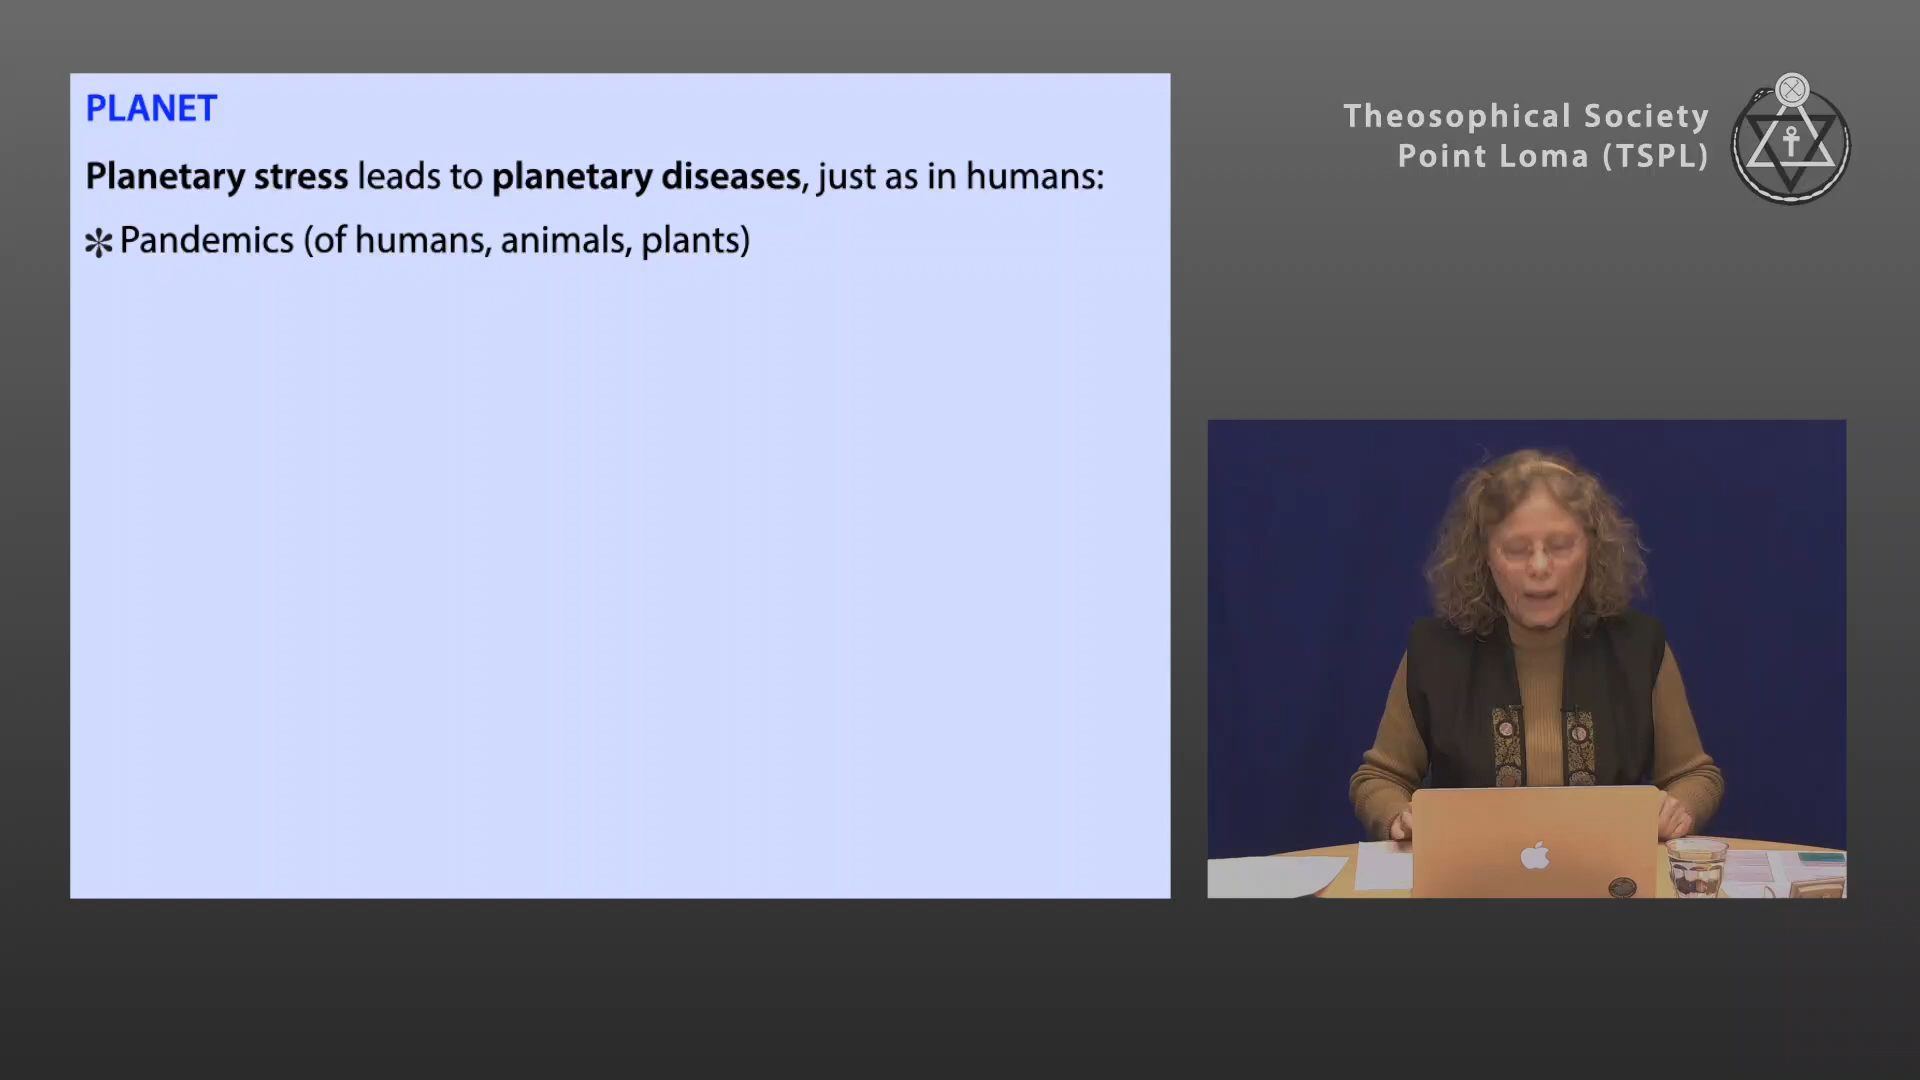 PLANET
Planetary stress leads to planetary diseases, just as in humans:
✻ Pandemics (of humans, animals, plants)
Theosophical Society
Point Loma (TSPL)